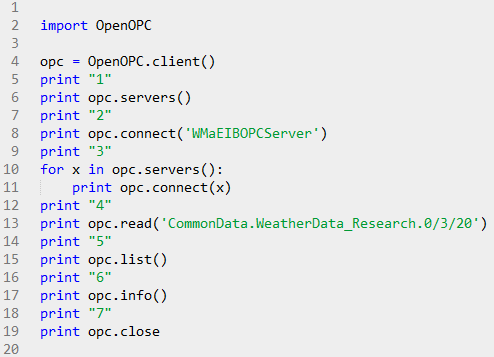 1
2 import OpenOPC
3
4 opc = OpenOPC.client()
5 print "1"
6 print opc.servers()
7 print "2"
8 print opc.connect('WMaEIBOPCServer')
9 print "3"
10 for x in opc.servers():
11     print opc.connect(x)
12 print "4"
13 print opc.read('CommonData.WeatherData_Research.0/3/20')
14 print "5"
15 print opc.list()
16 print "6"
17 print opc.info()
18 print "7"
19 print opc.close
20